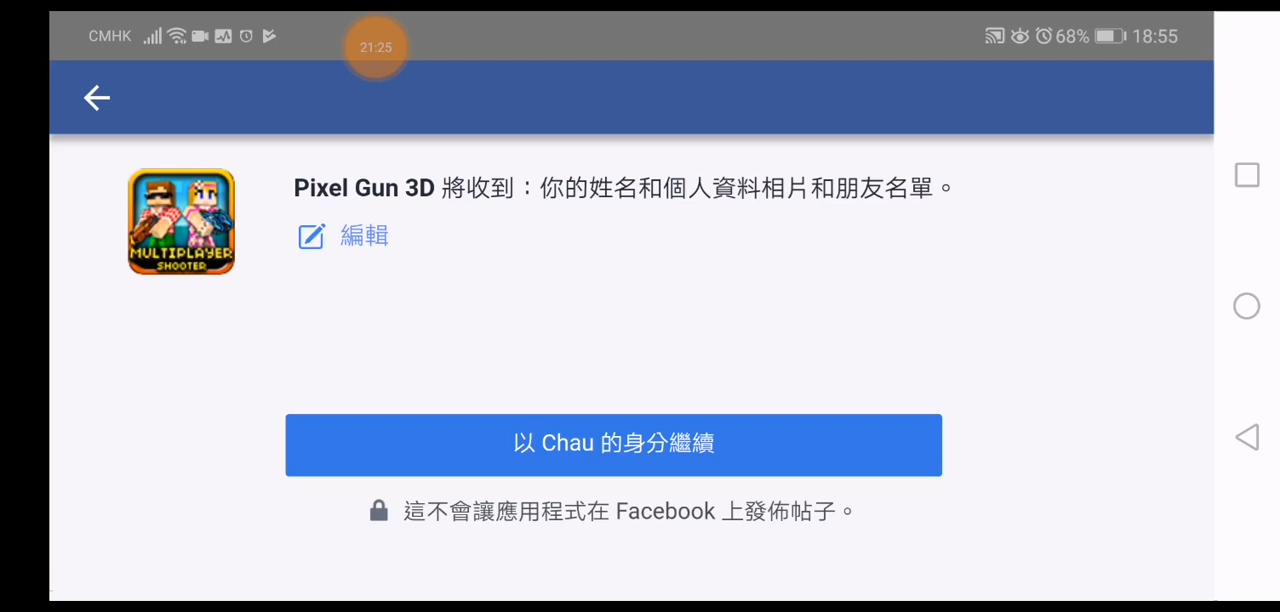 CMHK
21:25
68%
18:55
Pixel Gun 3D 將收到：你的姓名和個人資料相片和朋友名單。
編輯
MULTIPLAYER
SHOOTER
以 Chau 的身分繼續
這不會讓應用程式在 Facebook 上發佈帖子。